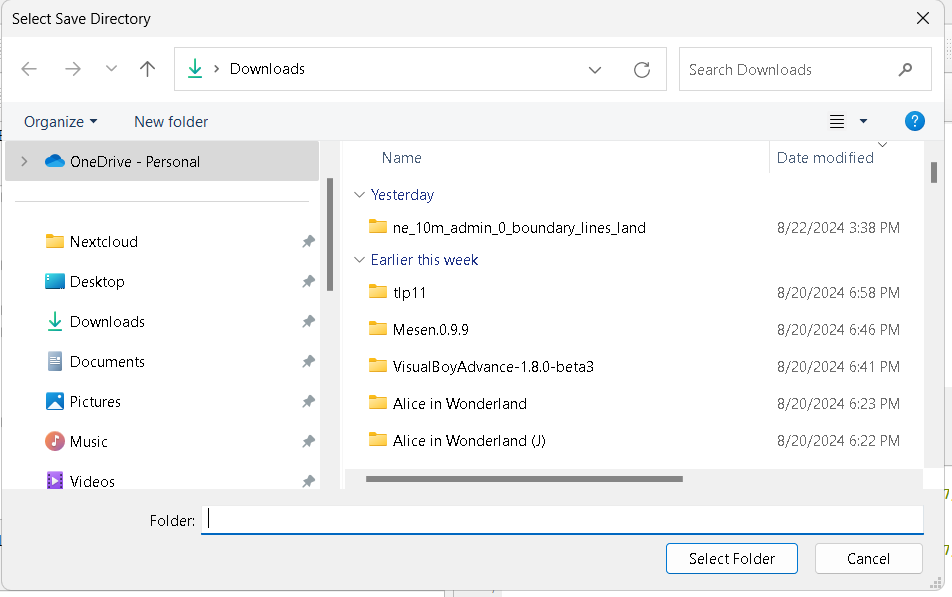 Select Save Directory
Downloads
Search Downloads
Organize
New folder
?
OneDrive - Personal
Nextcloud
Desktop
Downloads
Documents
Pictures
Music
Videos
Name Date modified
Yesterday
ne_10m_admin_0_boundary_lines_land 8/22/2024 3:38 PM
Earlier this week
tlp11 8/20/2024 6:58 PM
Mesen.0.9.9 8/20/2024 6:46 PM
VisualBoyAdvance-1.8.0-beta3 8/20/2024 6:41 PM
Alice in Wonderland 8/20/2024 6:23 PM
Alice in Wonderland (J) 8/20/2024 6:22 PM
Folder:
Select Folder
Cancel